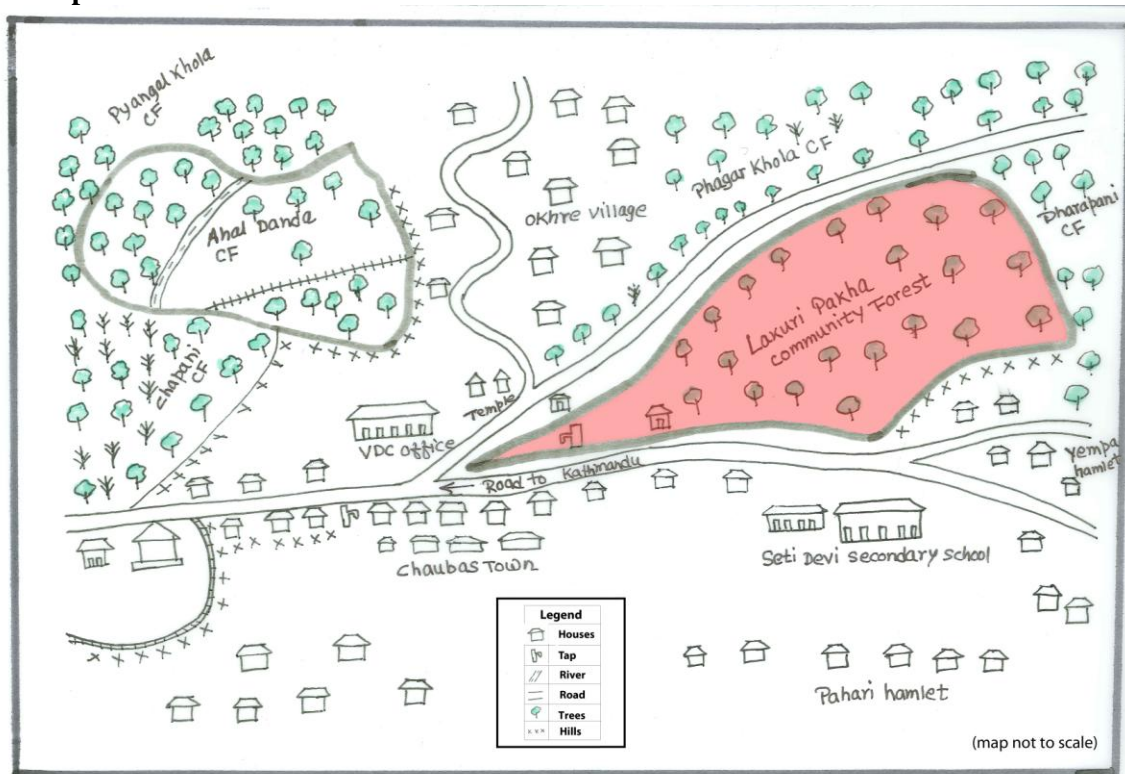 Pyangal Khola
CF
Ahal Danda
CF
Chapani
CF
Okhre village
Phagar Khola CF
Dharapani
CF
Lakuri Pakha
community Forest
Temple
VDC office
← Road to Kathmandu
Yempa
hamlet
Chaubas Town
Seti Devi secondary school
Pahari hamlet
Legend
Houses
Tap
River
Road
Trees
Hills
(map not to scale)